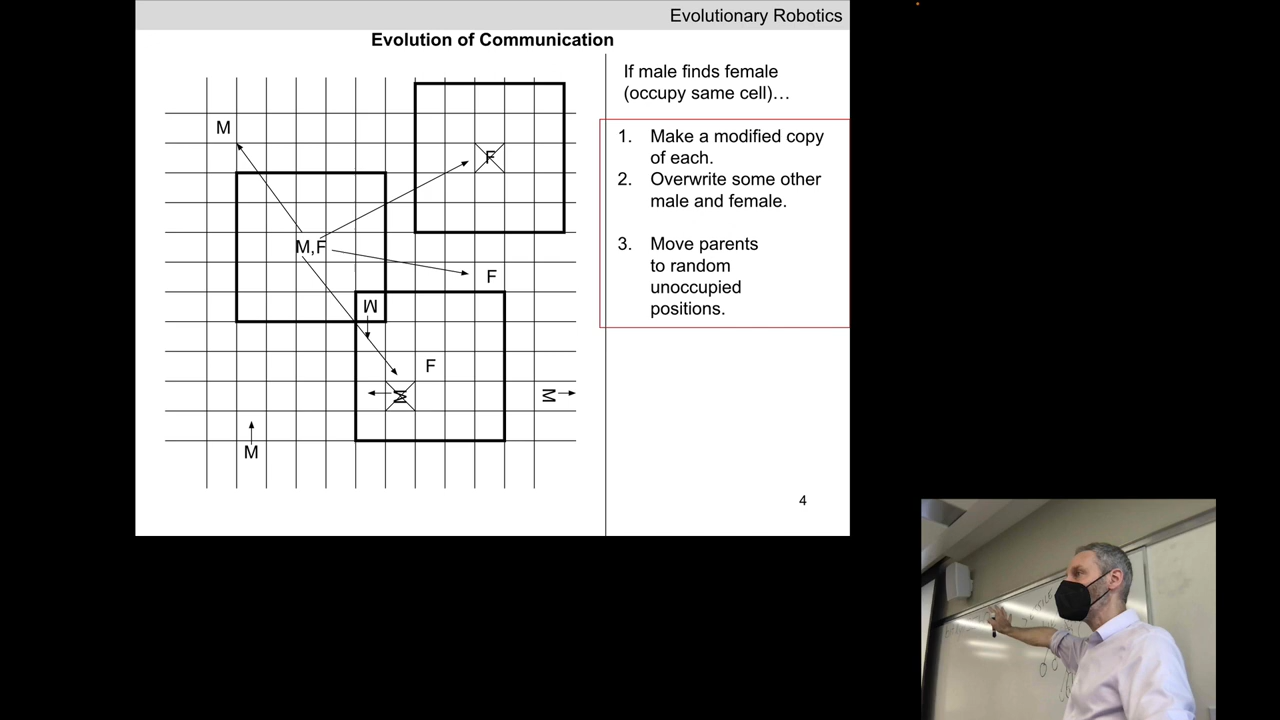 Evolutionary Robotics
Evolution of Communication
If male finds female
(occupy same cell)…
1. Make a modified copy
of each.
2. Overwrite some other
male and female.
3. Move parents
to random
unoccupied
positions.
M
F
M,F
F
M
F
M
M
M
4